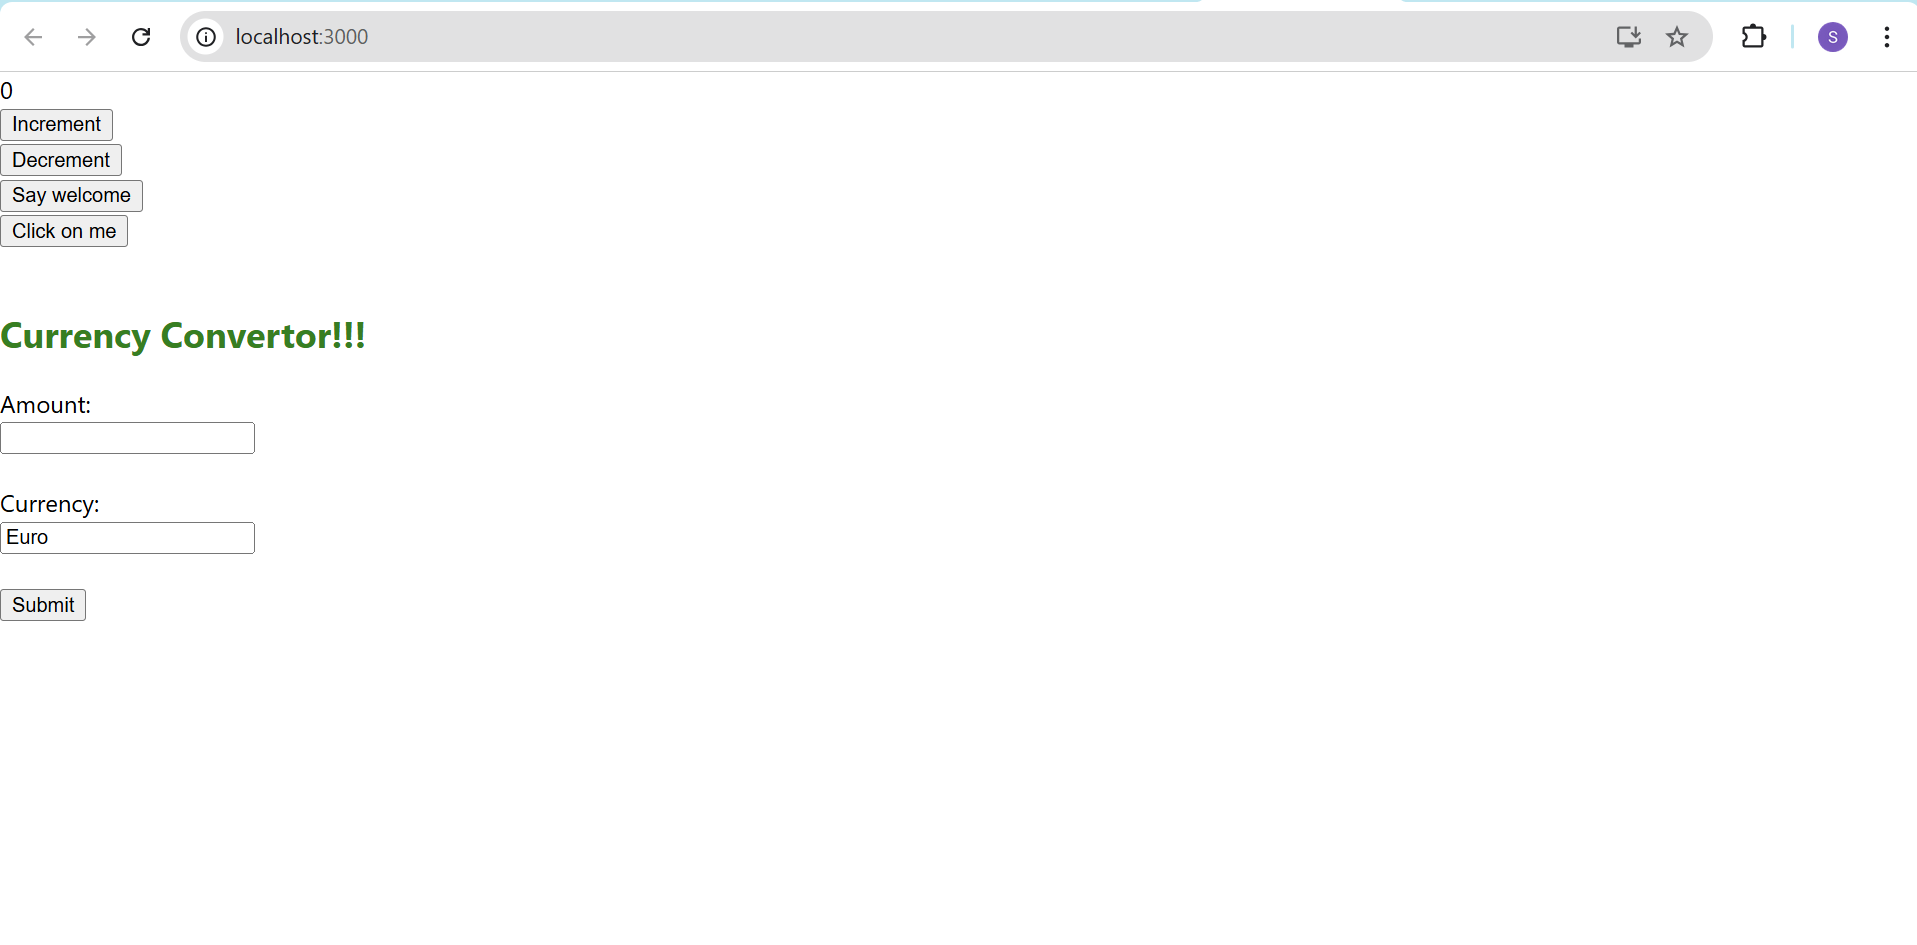 localhost:3000
S
0
Increment
Decrement
Say welcome
Click on me
Currency Convertor!!!
Amount:
Currency:
Euro
Submit